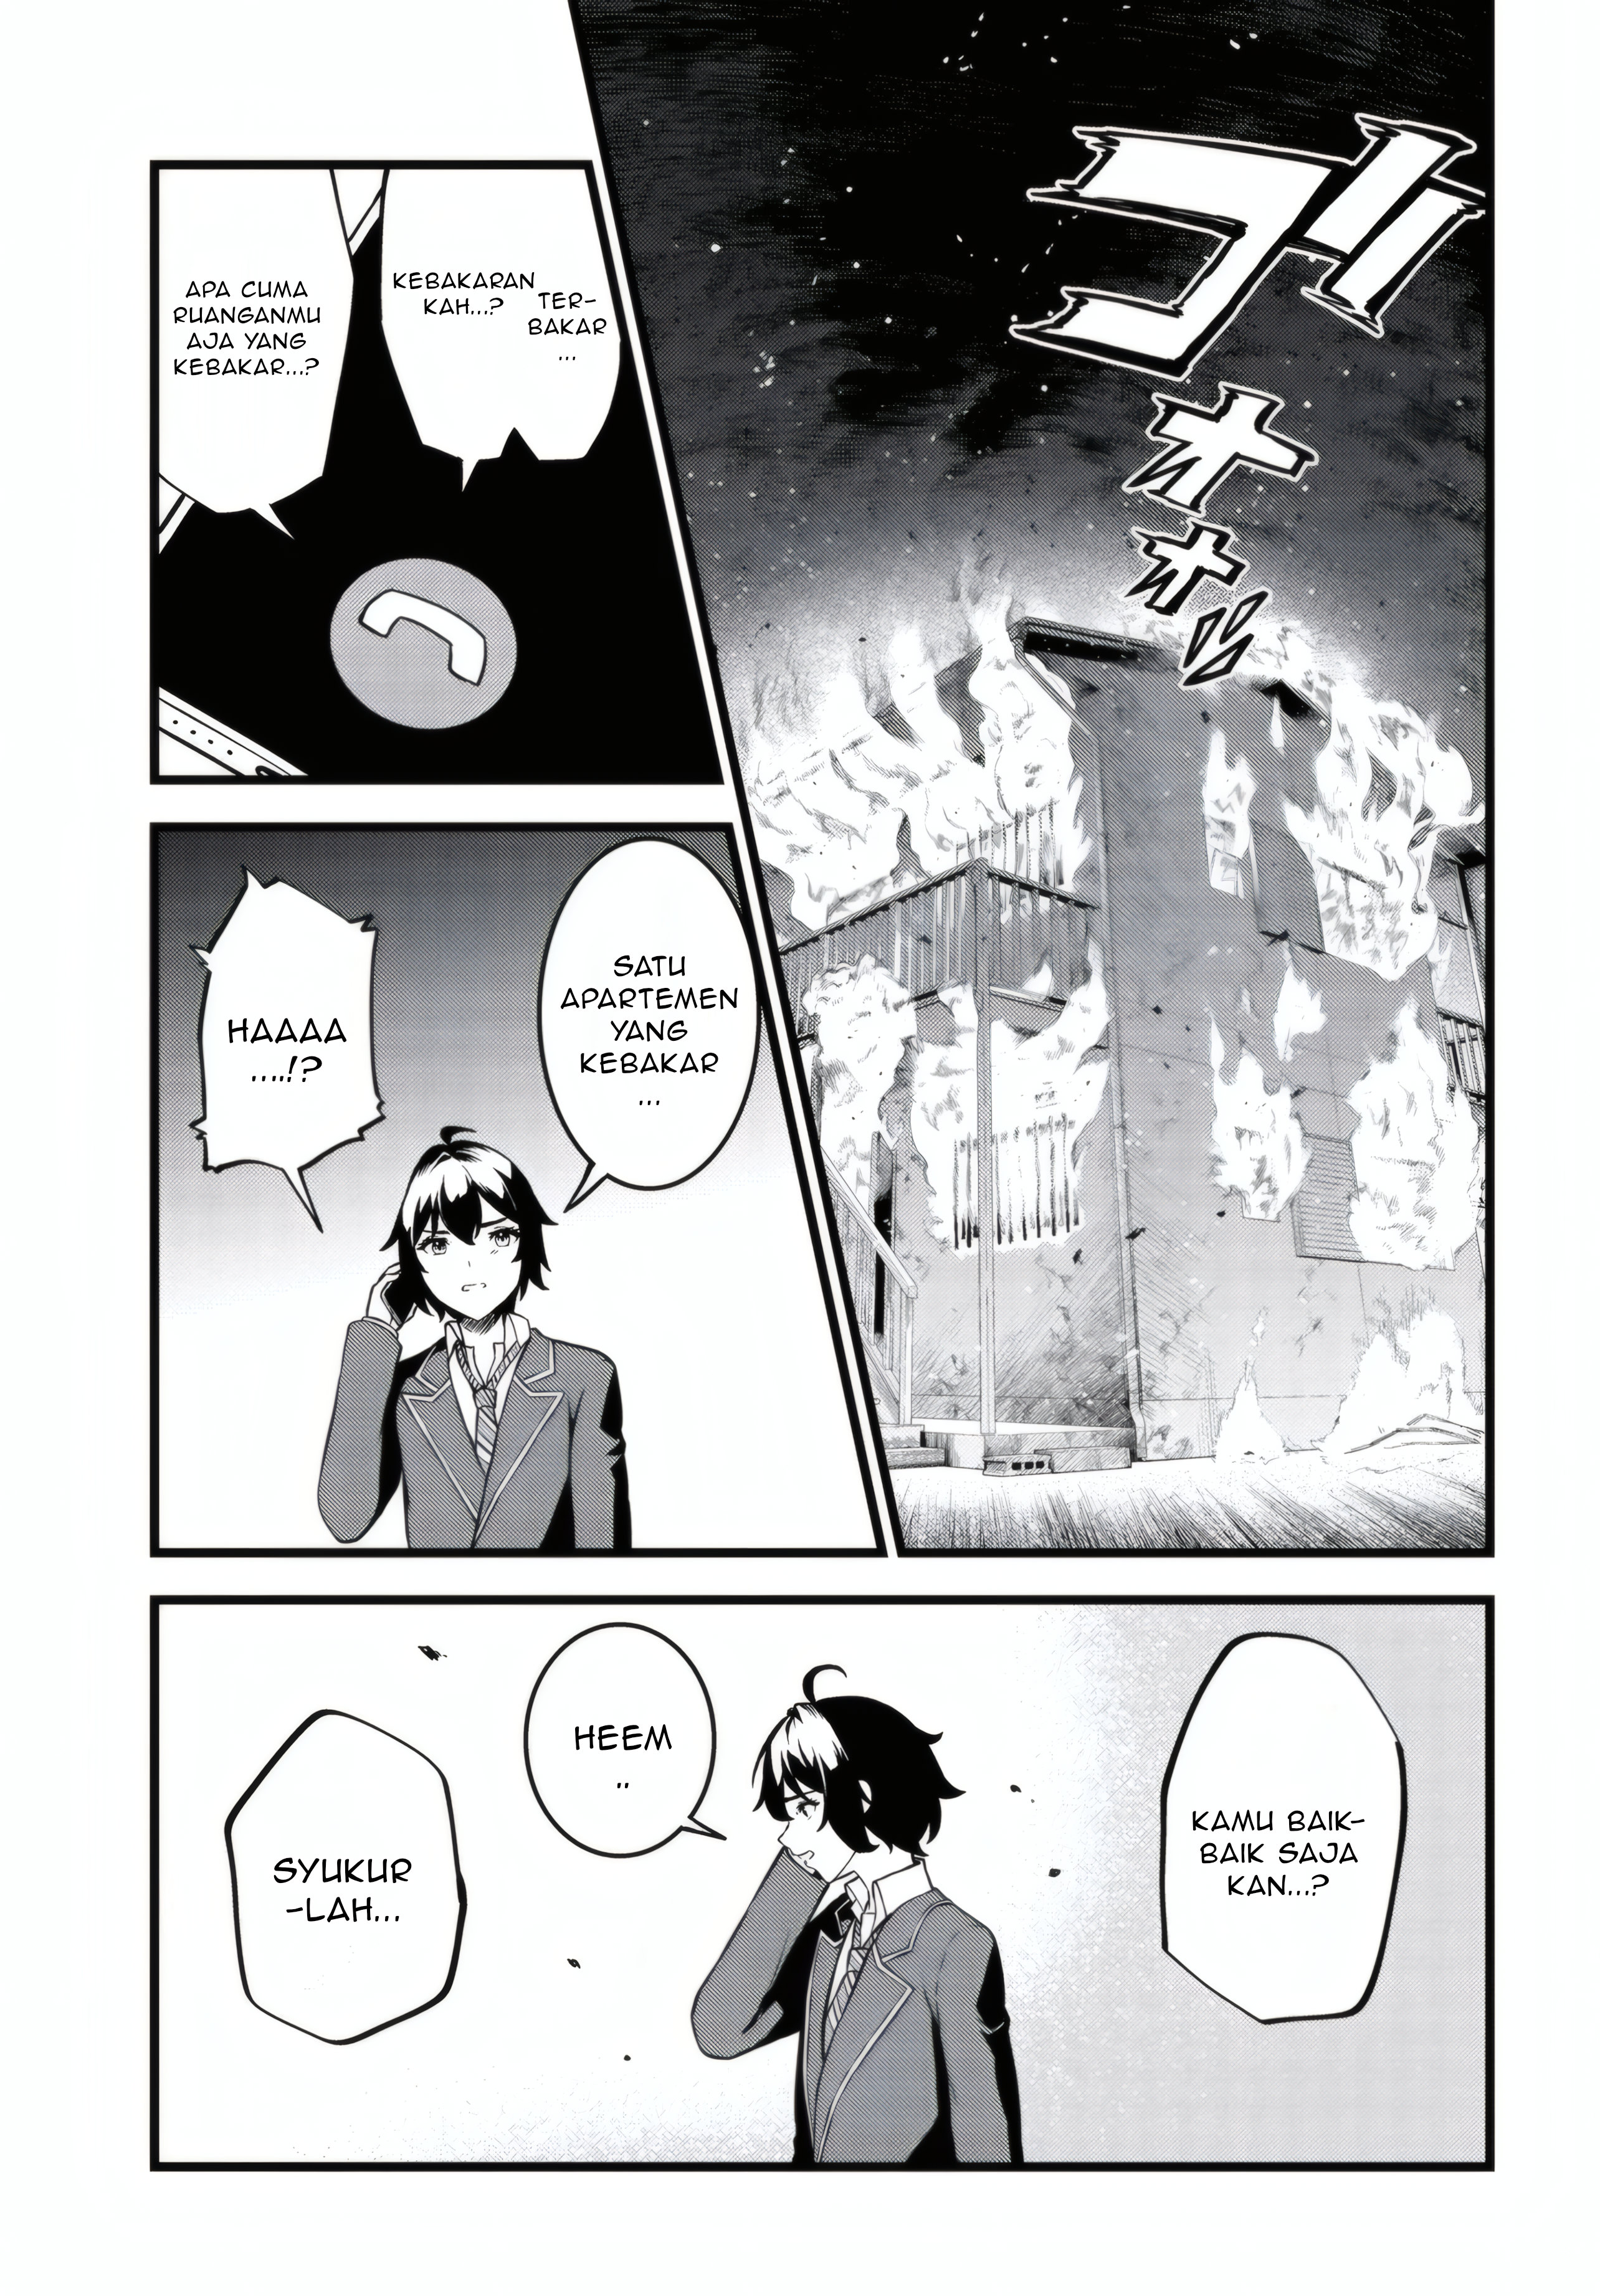 ゴオオオ
TER-
BAKAR
...
KEBAKARAN
KAH...?
APA CUMA
RUANGANMU
AJA YANG
KEBAKAR...?
SATU
APARTEMEN
YANG
KEBAKAR
...
HAAAA
....!?
KAMU BAIK-
BAIK SAJA
KAN...?
HEEM
..
SYUKUR
-LAH...